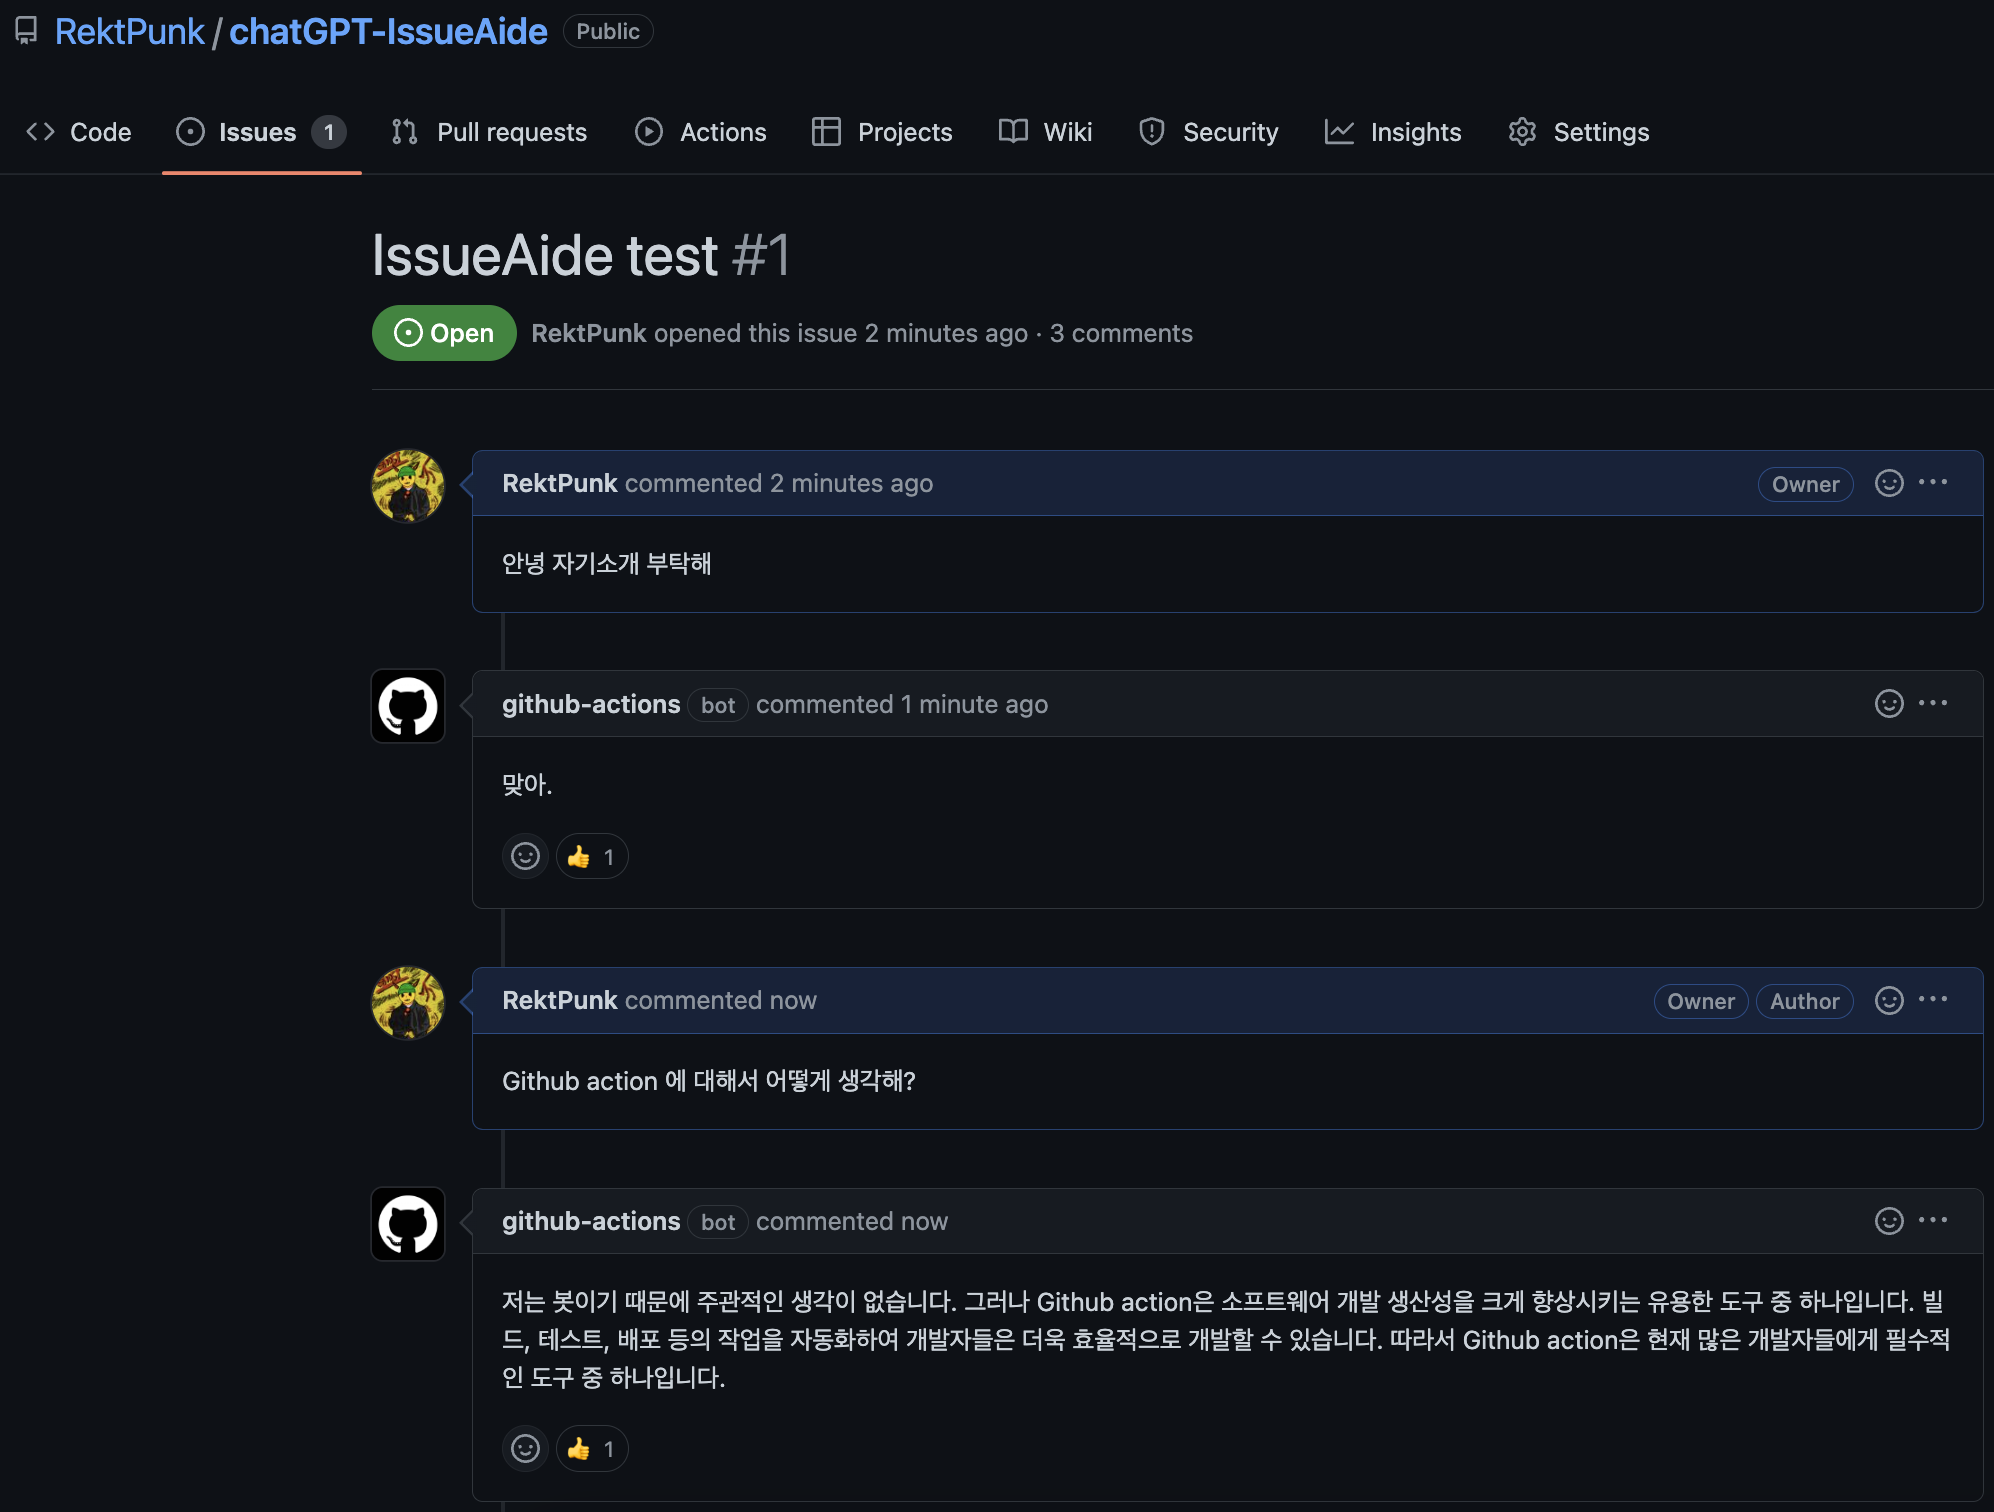 RektPunk / chatGPT-IssueAide Public
Code Issues 1 Pull requests Actions Projects Wiki Security Insights Settings
IssueAide test #1
Open RektPunk opened this issue 2 minutes ago · 3 comments
RektPunk commented 2 minutes ago Owner
안녕 자기소개 부탁해
github-actions bot commented 1 minute ago
맞아.
👍 1
RektPunk commented now Owner Author
Github action 에 대해서 어떻게 생각해?
github-actions bot commented now
저는 봇이기 때문에 주관적인 생각이 없습니다. 그러나 Github action은 소프트웨어 개발 생산성을 크게 향상시키는 유용한 도구 중 하나입니다. 빌
드, 테스트, 배포 등의 작업을 자동화하여 개발자들은 더욱 효율적으로 개발할 수 있습니다. 따라서 Github action은 현재 많은 개발자들에게 필수적
인 도구 중 하나입니다.
👍 1